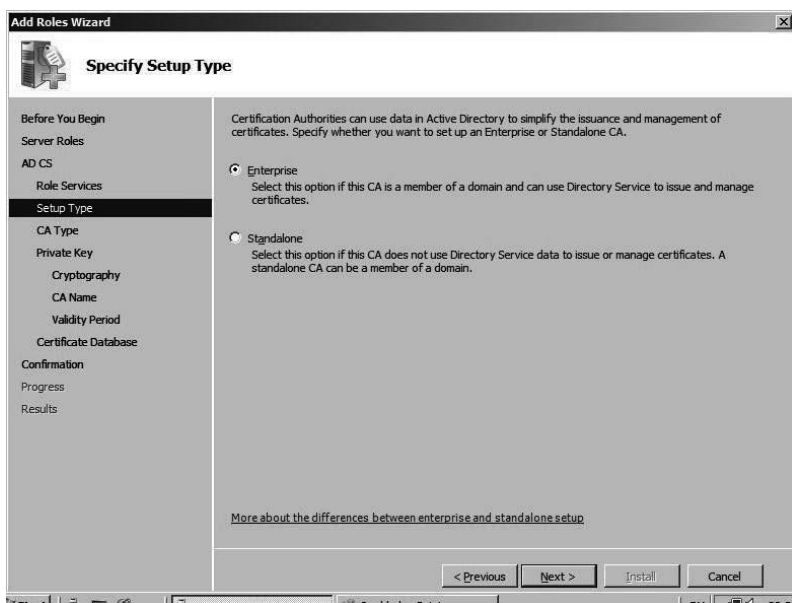 Add Roles Wizard
Specify Setup Type
Before You Begin
Server Roles
AD CS
Role Services
Setup Type
CA Type
Private Key
Cryptography
CA Name
Validity Period
Certificate Database
Confirmation
Progress
Results
Certification Authorities can use data in Active Directory to simplify the issuance and management of
certificates. Specify whether you want to set up an Enterprise or Standalone CA.
Enterprise
Select this option if this CA is a member of a domain and can use Directory Service to issue and manage
certificates.
Standalone
Select this option if this CA does not use Directory Service data to issue or manage certificates. A
standalone CA can be a member of a domain.
More about the differences between enterprise and standalone setup
< Previous
Next >
Install
Cancel